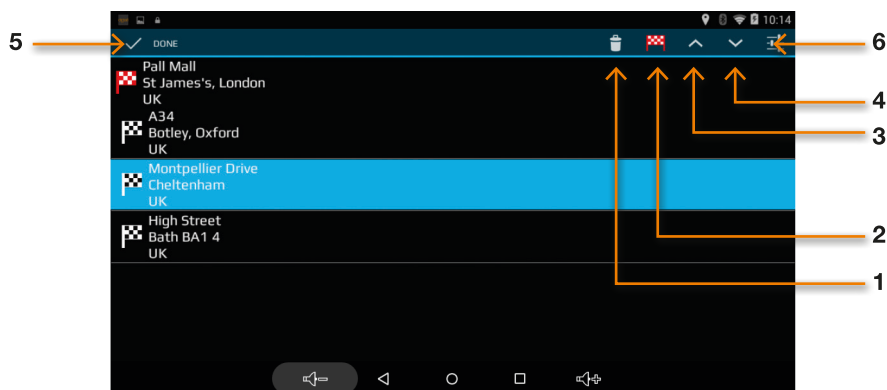 10:14
5
DONE
6
Pall Mall
St James's, London
UK
A34
Botley, Oxford
UK
Montpellier Drive
Cheltenham
UK
High Street
Bath BA1 4
UK
4
3
2
1